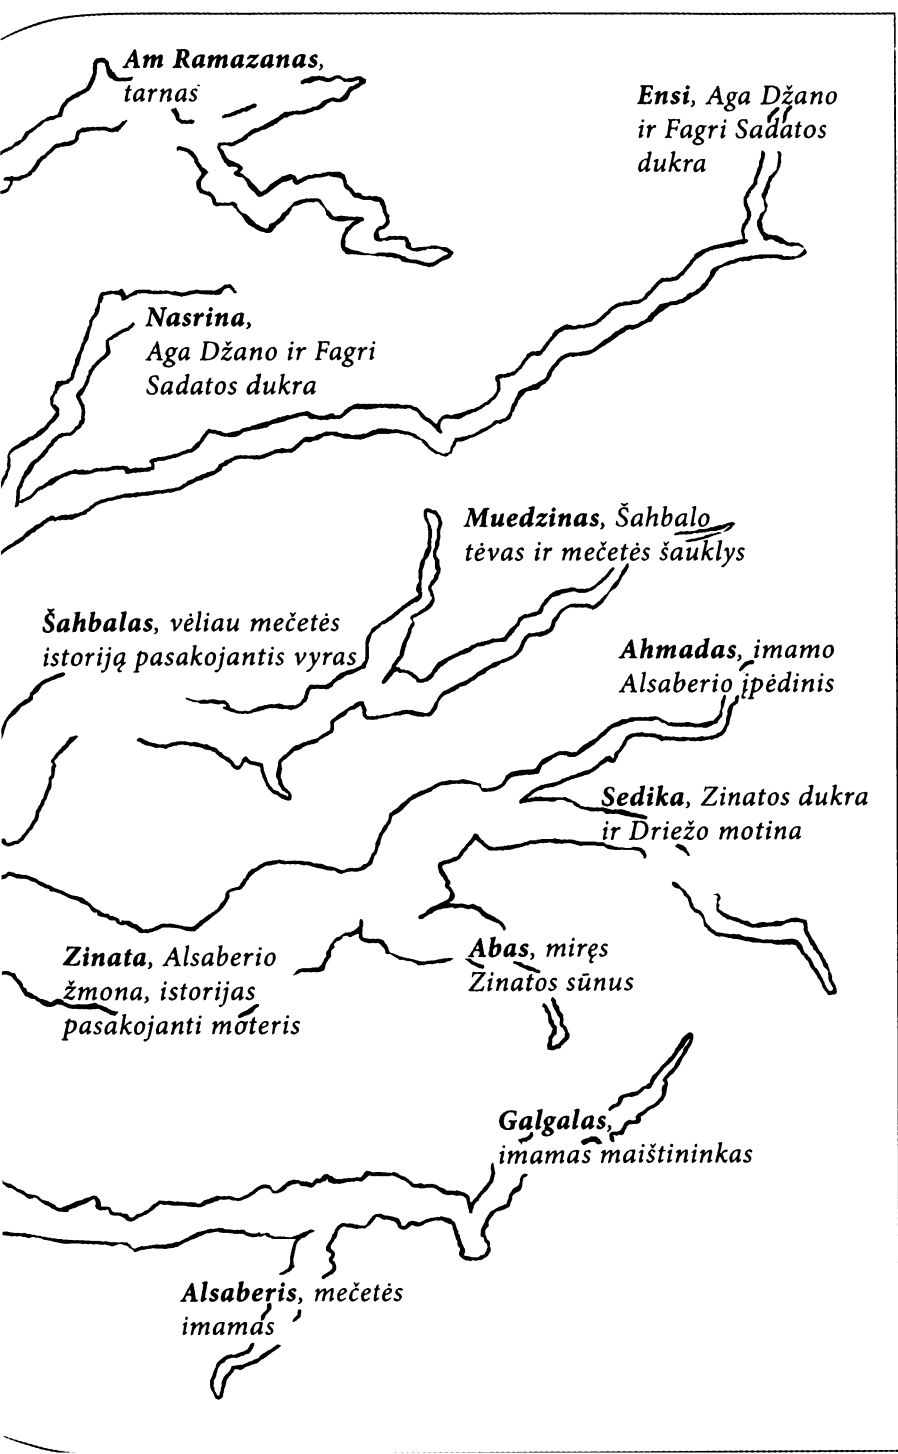 Am Ramazanas,
tarnas
Ensi, Aga Džano
ir Fagri Sadatos
dukra
Nasrina,
Aga Džano ir Fagri
Sadatos dukra
Muedzinas, Šahbalo
tėvas ir mečetės šauklys
Šahbalas, vėliau mečetės
istoriją pasakojantis vyras
Ahmadas, imamo
Alsaberio įpėdinis
Sedika, Zinatos dukra
ir Driežo motina
Zinata, Alsaberio
žmona, istorijas
pasakojanti moteris
Abas, miręs
Zinatos sūnus
Galgalas,
imamas maištininkas
Alsaberis, mečetės
imamas